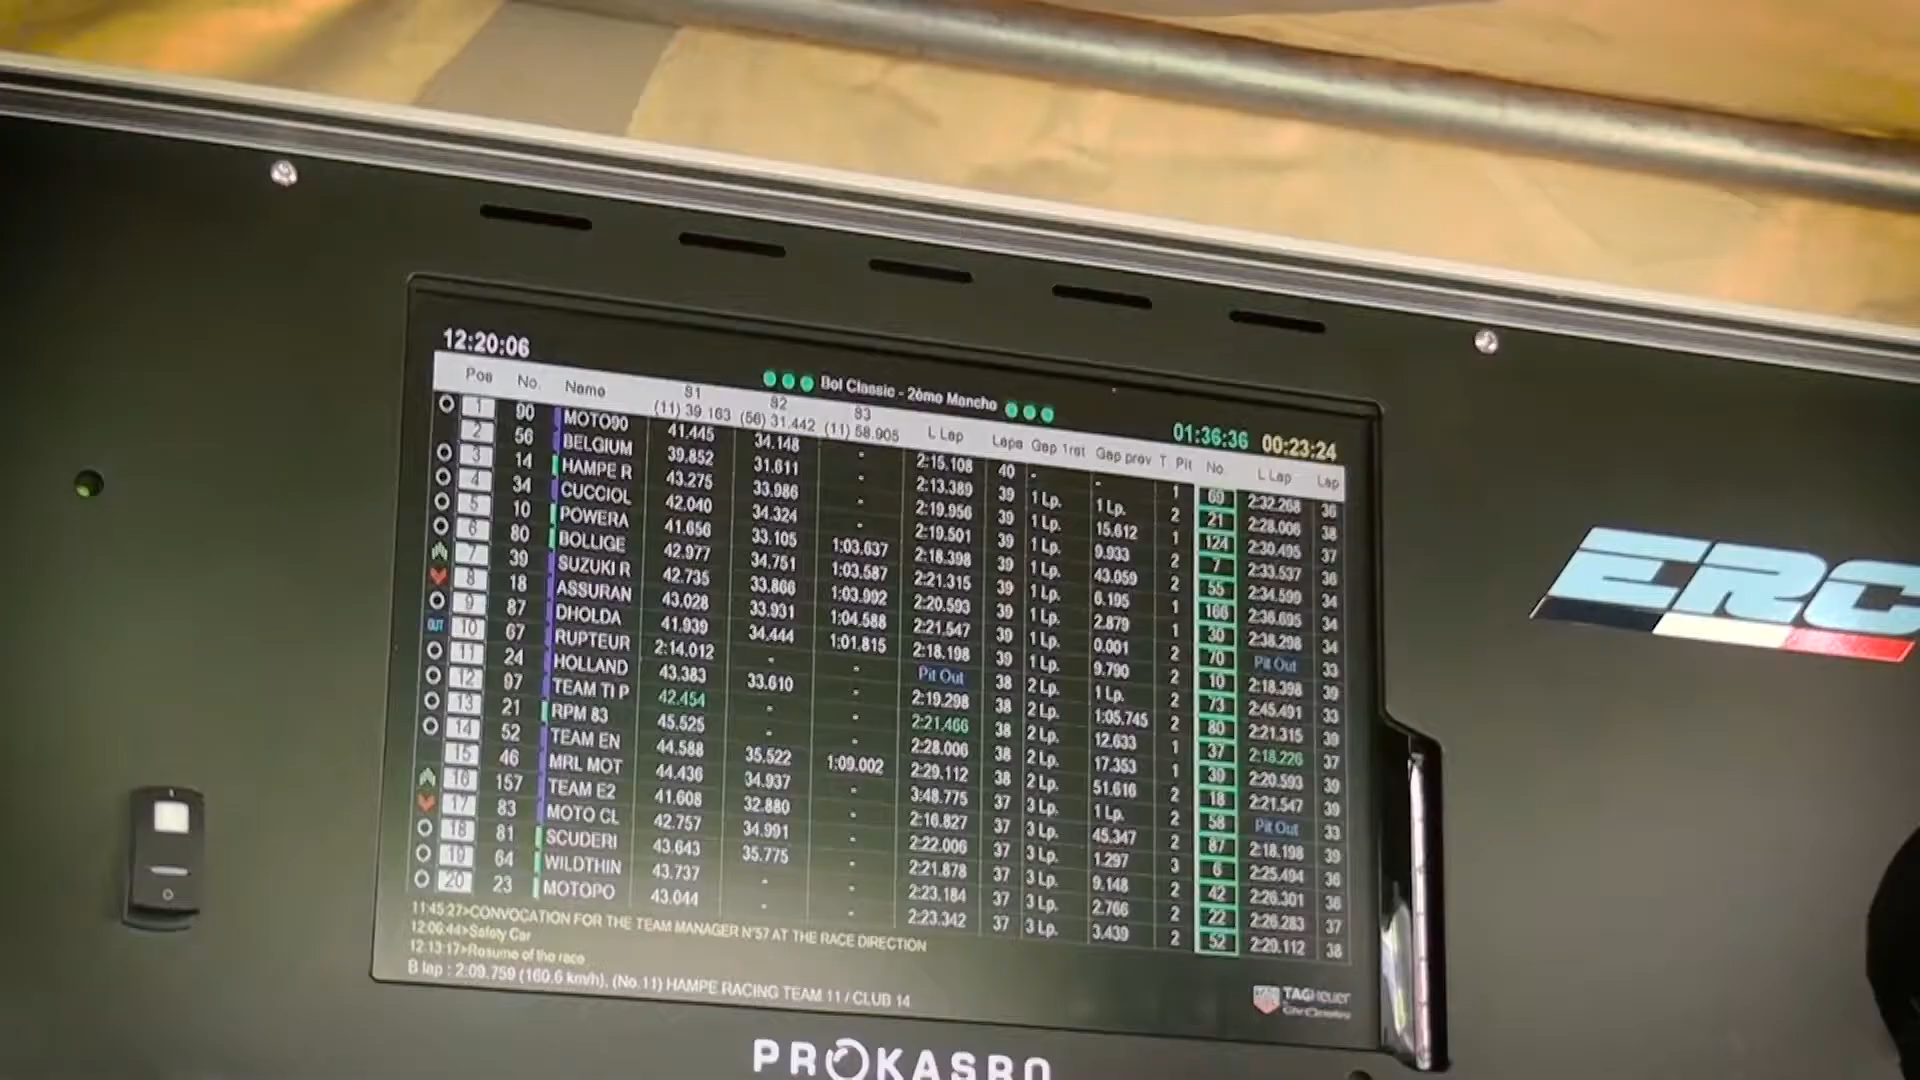 12:20:06
Bol Classic - 2ème Manche
01:36:36 00:23:24
Pos No. Name S1 S2 S3 L Lap Laps Gap 1rst Gap prev T Pit No. L Lap Lap
(11) 39.163 (56) 31.442 (11) 58.905
1 90 MOTO90 41.445 34.148 - 2:15.108 40 - - 1
2 56 BELGIUM 39.852 31.611 - 2:13.389 39 1 Lp. 1 Lp. 2
3 14 HAMPE R 43.275 33.986 - 2:19.956 39 1 Lp. 15.612 1
4 34 CUCCIOL 42.040 34.324 - 2:19.501 39 1 Lp. 9.933 2
5 10 POWERA 41.656 33.105 1:03.637 2:18.398 39 1 Lp. 43.059 2
6 80 BOLLIGE 42.977 34.751 1:03.587 2:21.315 39 1 Lp. 6.195 1
7 39 SUZUKI R 42.735 33.866 1:03.992 2:20.593 39 1 Lp. 2.879 1
8 18 ASSURAN 43.028 33.931 1:04.588 2:21.547 39 1 Lp. 0.001 2
9 87 DHOLDA 41.939 34.444 1:01.815 2:18.198 39 1 Lp. 9.790 2
OUT 10 67 RUPTEUR 2:14.012 - - Pit Out 38 2 Lp. 1 Lp. 2
11 24 HOLLAND 43.383 33.610 - 2:19.298 38 2 Lp. 1:05.745 2
12 97 TEAM TI P 42.454 - - 2:21.466 38 2 Lp. 12.633 1
13 21 RPM 83 45.525 - - 2:28.006 38 2 Lp. 17.353 1
14 52 TEAM EN 44.588 35.522 1:09.002 2:29.112 38 2 Lp. 51.616 2
15 46 MRL MOT 44.436 34.937 - 3:48.775 37 3 Lp. 1 Lp. 2
16 157 TEAM E2 41.608 32.880 - 2:16.827 37 3 Lp. 45.347 2
17 83 MOTO CL 42.757 34.991 - 2:22.006 37 3 Lp. 1.297 3
18 81 SCUDERI 43.643 35.775 - 2:21.878 37 3 Lp. 9.148 2
19 64 WILDTHIN 43.737 - - 2:23.184 37 3 Lp. 2.766 2
20 23 MOTOPO 43.044 - - 2:23.342 37 3 Lp. 3.439 2
69 2:32.268 36
21 2:28.006 38
124 2:30.495 37
7 2:33.537 36
55 2:34.599 34
166 2:36.695 34
30 2:38.298 34
70 Pit Out 33
10 2:18.398 39
73 2:45.491 33
80 2:21.315 39
37 2:18.226 37
39 2:20.593 39
18 2:21.547 39
58 Pit Out 33
87 2:18.198 39
6 2:25.494 36
42 2:26.301 36
22 2:26.283 37
52 2:29.112 38
11:45:27>CONVOCATION FOR THE TEAM MANAGER N°57 AT THE RACE DIRECTION
12:06:44>Safety Car
12:13:17>Resume of the race
B lap : 2:09.759 (160.6 km/h), (No.11) HAMPE RACING TEAM 11 / CLUB 14
TAG Heuer
ERC
PROKASRO